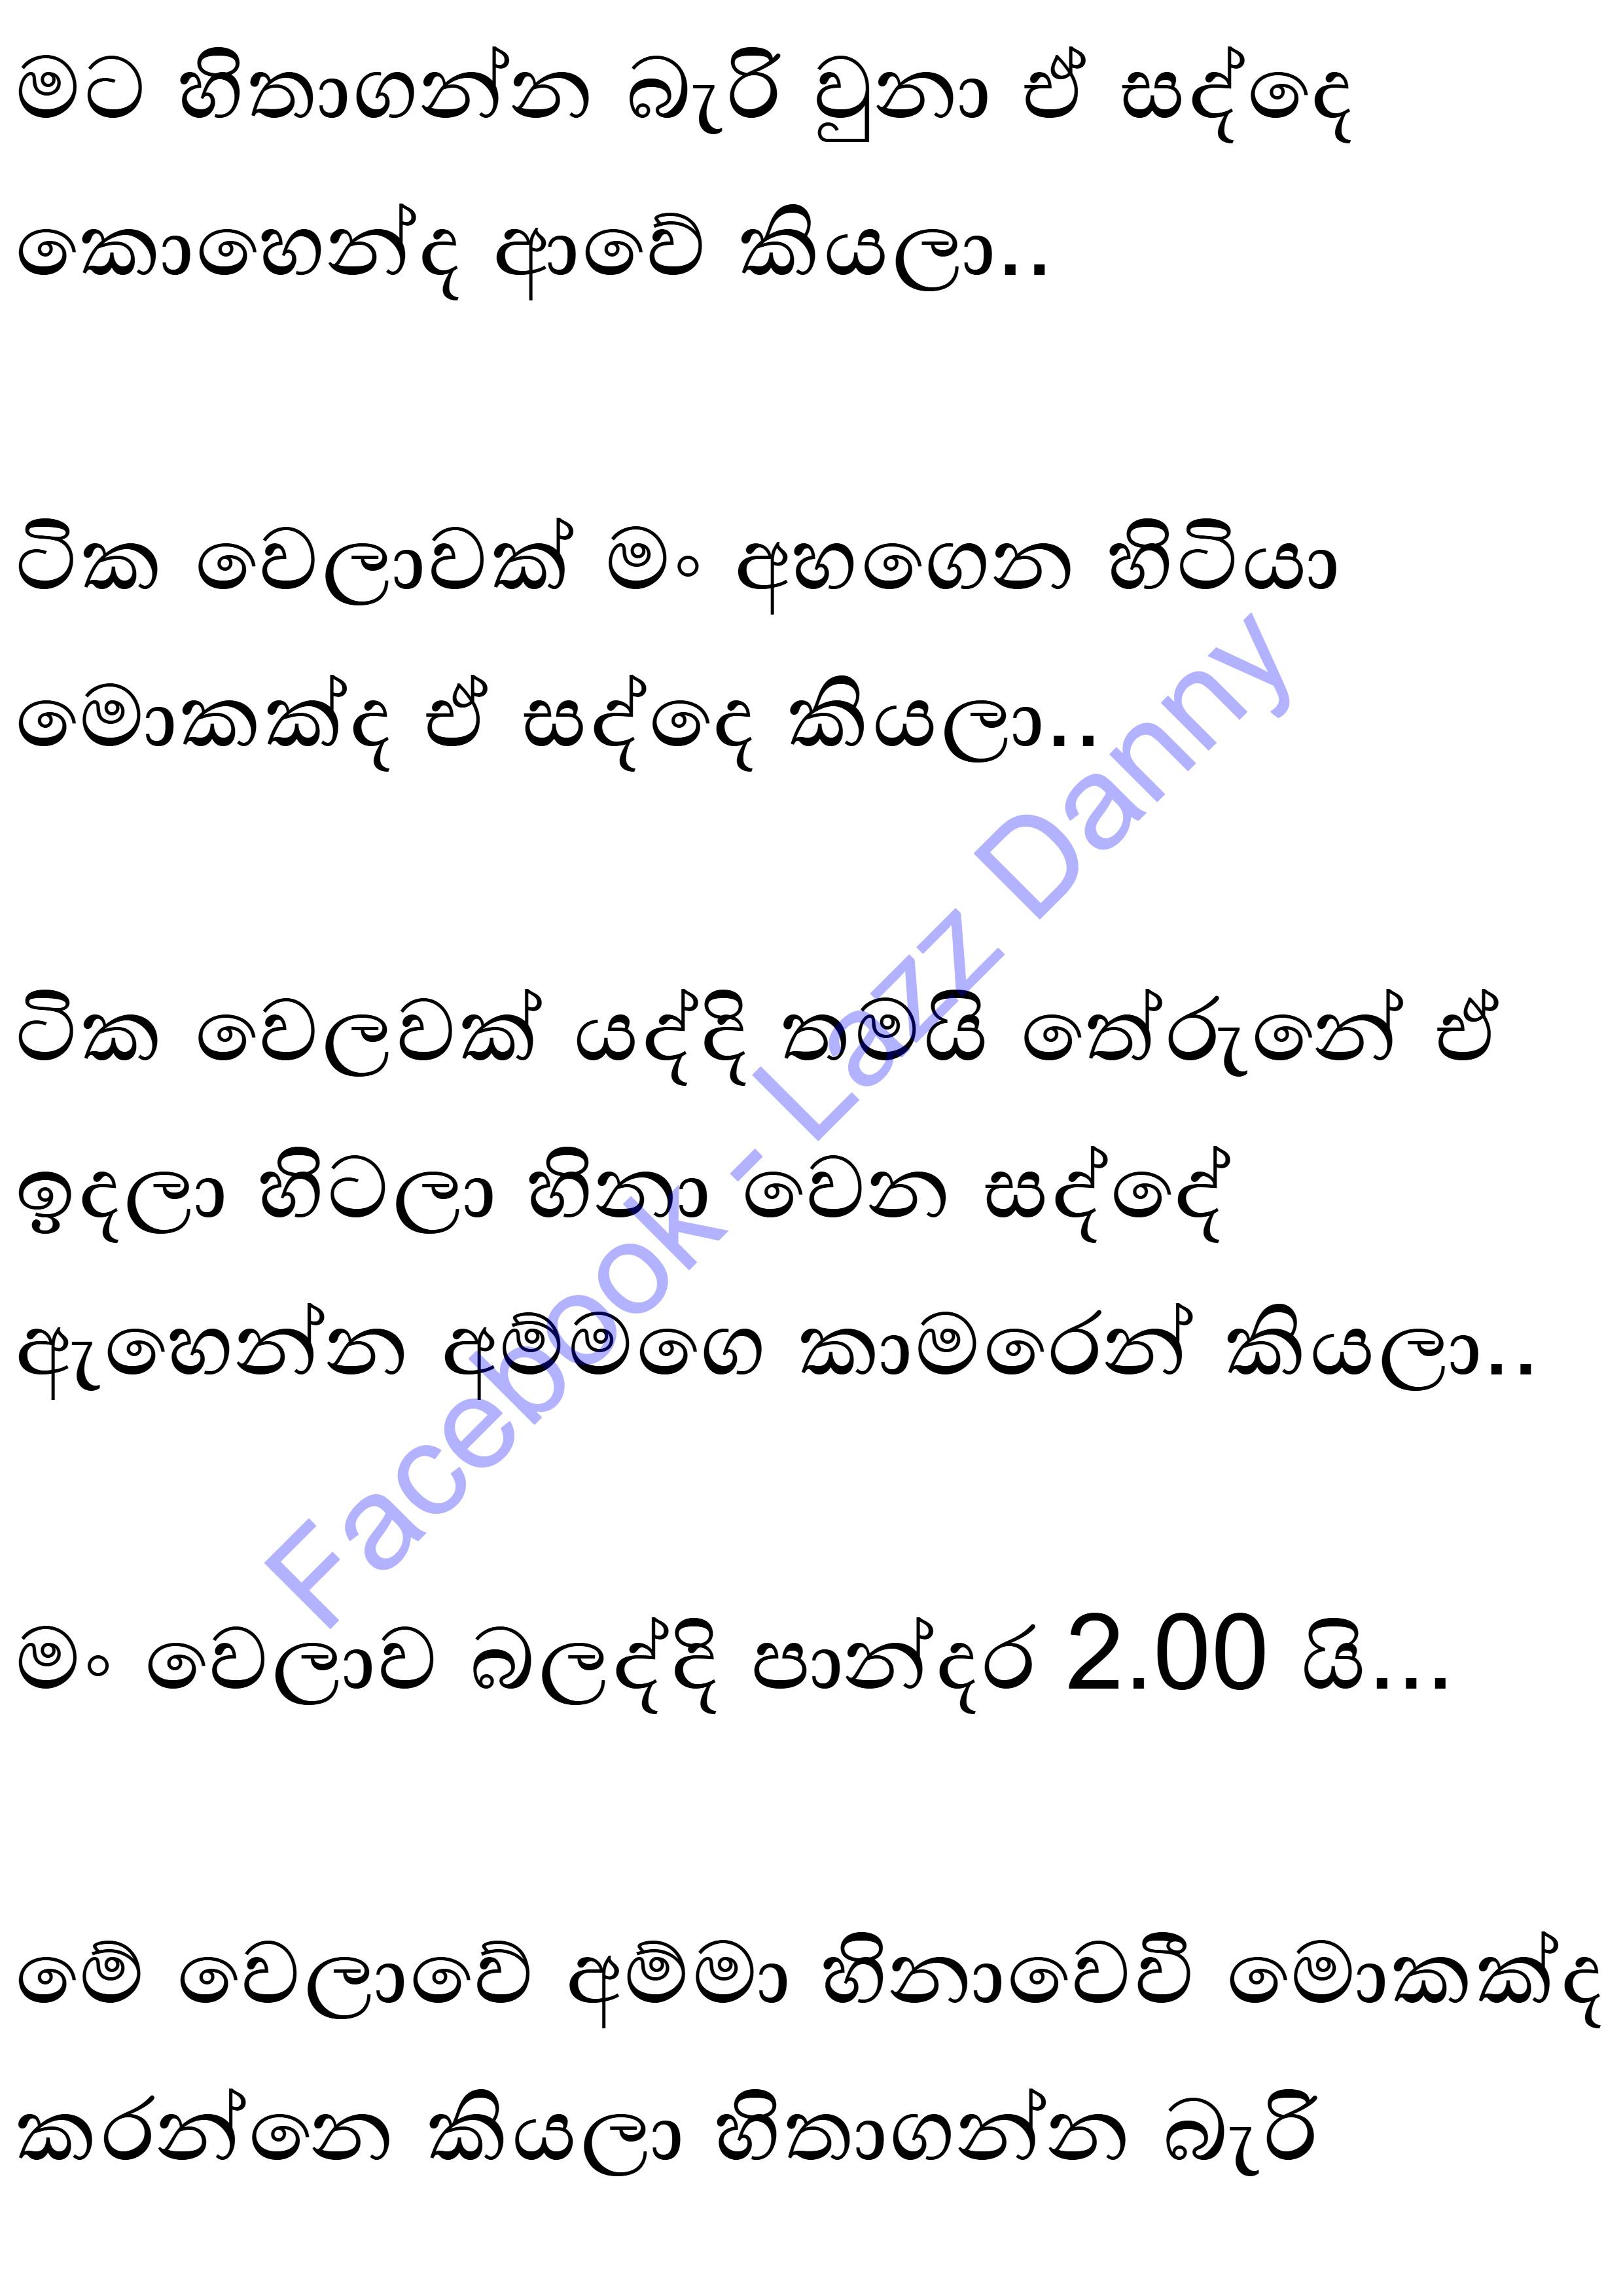 මට හිතාගන්න බැරි වුනා ඒ සද්දෙ
කොහෙන්ද ආවේ කියලා..
ටික වෙලාවක් මං අහගෙන හිටියා
මොකක්ද ඒ සද්දෙ කියලා..
ටික වෙලවක් යද්දි තමයි තේරුනේ ඒ
ඉදලා හිටලා හිනා වෙන සද්දේ
ඇහෙන්න අම්මගෙ කාමරෙන් කියලා..
මං වෙලාව බලද්දි පාන්දර 2.00 යි...
මේ වෙලාවේ අම්මා හිනාවෙවී මොකක්ද
කරන්නෙ කියලා හිතාගන්න බැරි
Facebook - Lazz Danny